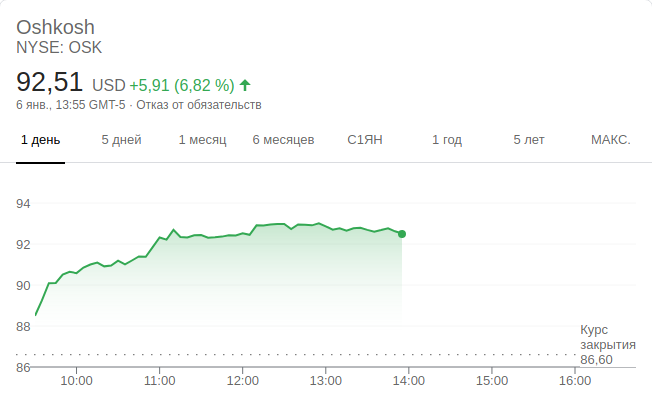 Oshkosh
NYSE: OSK
92,51 USD +5,91 (6,82 %)
6 янв., 13:55 GMT-5 · Отказ от обязательств
1 день 5 дней 1 месяц 6 месяцев С1ЯН 1 год 5 лет МАКС.
94
92
90
88
Курс
закрытия
86,60
86
10:00 11:00 12:00 13:00 14:00 15:00 16:00